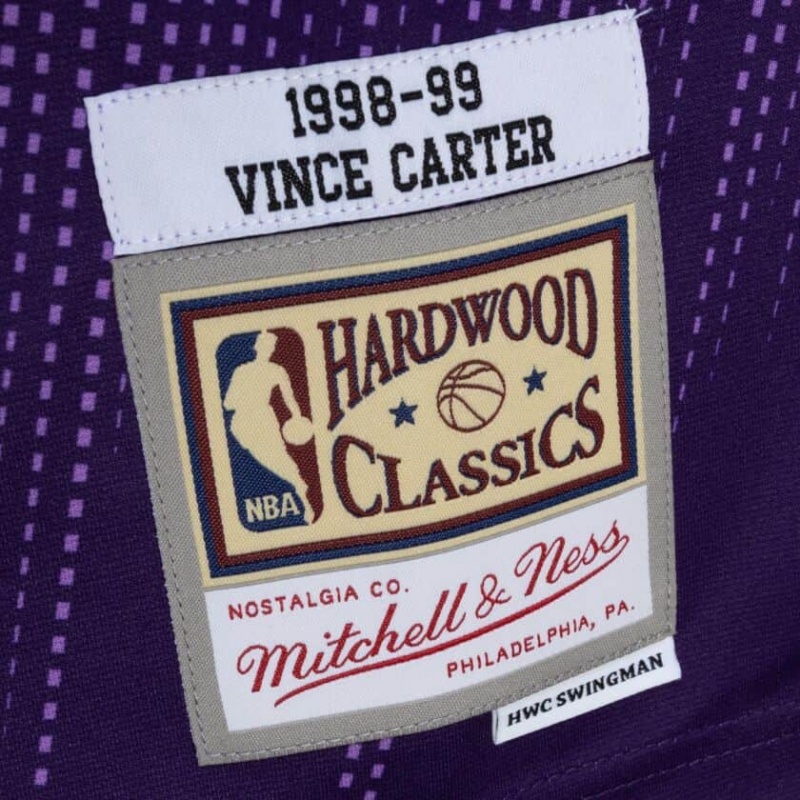 1998-99
VINCE CARTER
HARDWOOD
CLASSICS
NBA
NOSTALGIA CO.
Mitchell & Ness
PHILADELPHIA, PA.
HWC SWINGMAN